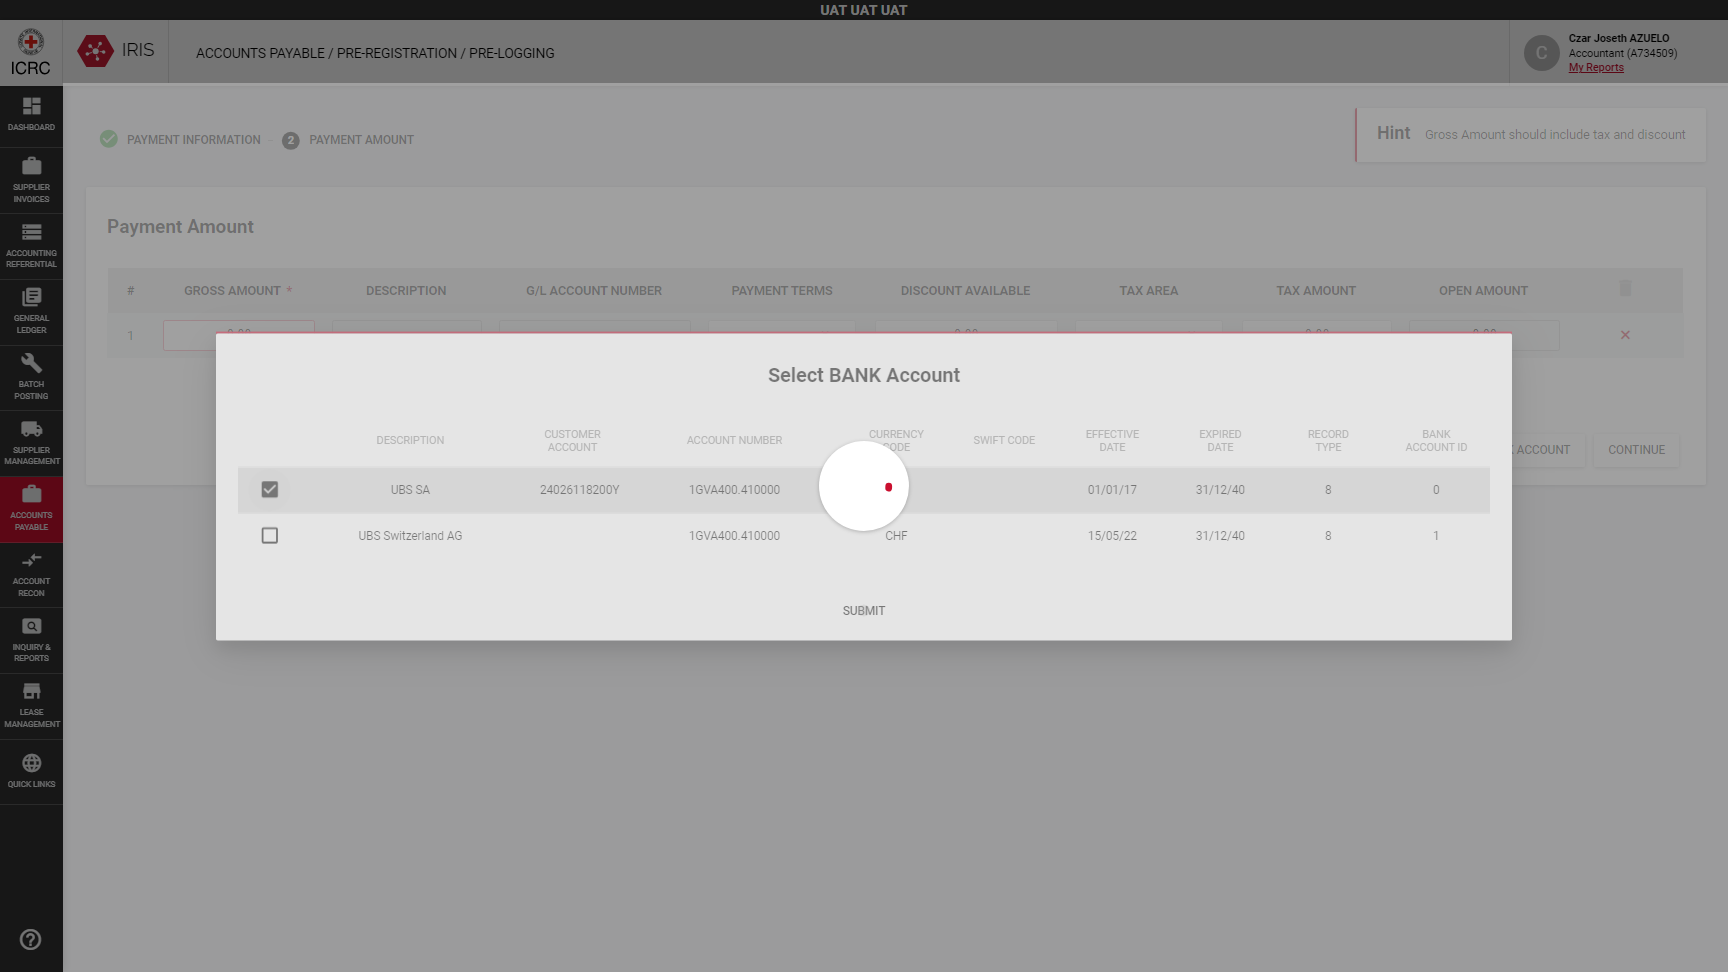 UAT UAT UAT
ICRC
IRIS
ACCOUNTS PAYABLE / PRE-REGISTRATION / PRE-LOGGING
C
Czar Joseth AZUELO
Accountant (A734509)
My Reports
DASHBOARD
SUPPLIER
INVOICES
ACCOUNTING
REFERENTIAL
GENERAL
LEDGER
BATCH
POSTING
SUPPLIER
MANAGEMENT
ACCOUNTS
PAYABLE
ACCOUNT
RECON
INQUIRY &
REPORTS
LEASE
MANAGEMENT
QUICK LINKS
PAYMENT INFORMATION
2 PAYMENT AMOUNT
Hint Gross Amount should include tax and discount
Payment Amount
# GROSS AMOUNT * DESCRIPTION G/L ACCOUNT NUMBER PAYMENT TERMS DISCOUNT AVAILABLE TAX AREA TAX AMOUNT OPEN AMOUNT
1
ACCOUNT CONTINUE
Select BANK Account
DESCRIPTION CUSTOMER ACCOUNT ACCOUNT NUMBER CURRENCY SWIFT CODE EFFECTIVE DATE EXPIRED DATE RECORD TYPE BANK ACCOUNT ID
UBS SA 24026118200Y 1GVA400.410000 01/01/17 31/12/40 8 0
UBS Switzerland AG 1GVA400.410000 CHF 15/05/22 31/12/40 8 1
SUBMIT